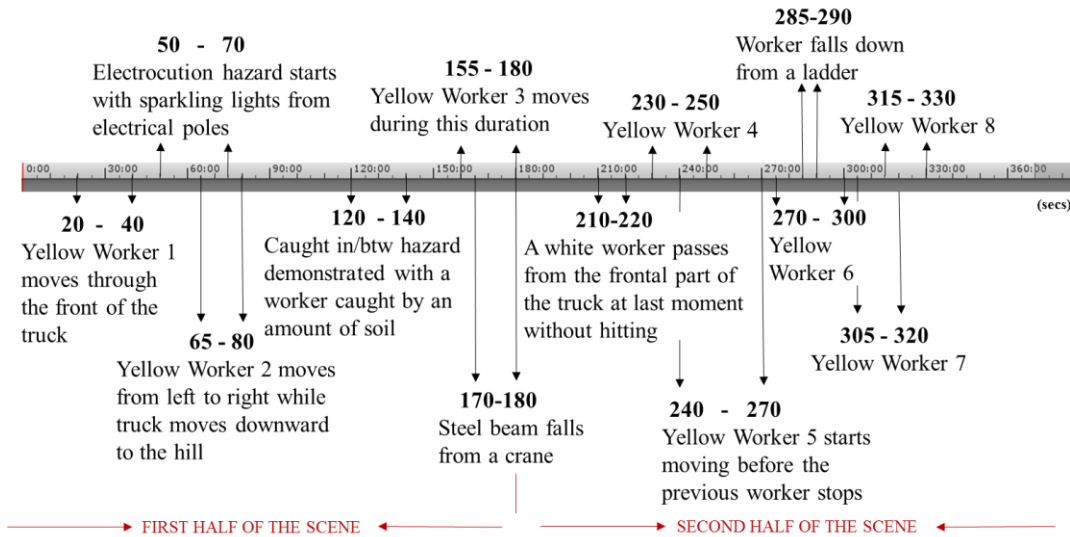 50 - 70
Electrocution hazard starts
with sparkling lights from
electrical poles
155 - 180
Yellow Worker 3 moves
during this duration
230 - 250
Yellow Worker 4
285-290
Worker falls down
from a ladder
315 - 330
Yellow Worker 8
0:00 30:00 60:00 90:00 120:00 150:00 180:00 210:00 240:00 270:00 300:00 330:00 360:00
(secs)
20 - 40
Yellow Worker 1
moves through
the front of the
truck
65 - 80
Yellow Worker 2 moves
from left to right while
truck moves downward
to the hill
120 - 140
Caught in/btw hazard
demonstrated with a
worker caught by an
amount of soil
170-180
Steel beam falls
from a crane
210-220
A white worker passes
from the frontal part of
the truck at last moment
without hitting
240 - 270
Yellow Worker 5 starts
moving before the
previous worker stops
270 - 300
Yellow
Worker 6
305 - 320
Yellow Worker 7
FIRST HALF OF THE SCENE
SECOND HALF OF THE SCENE